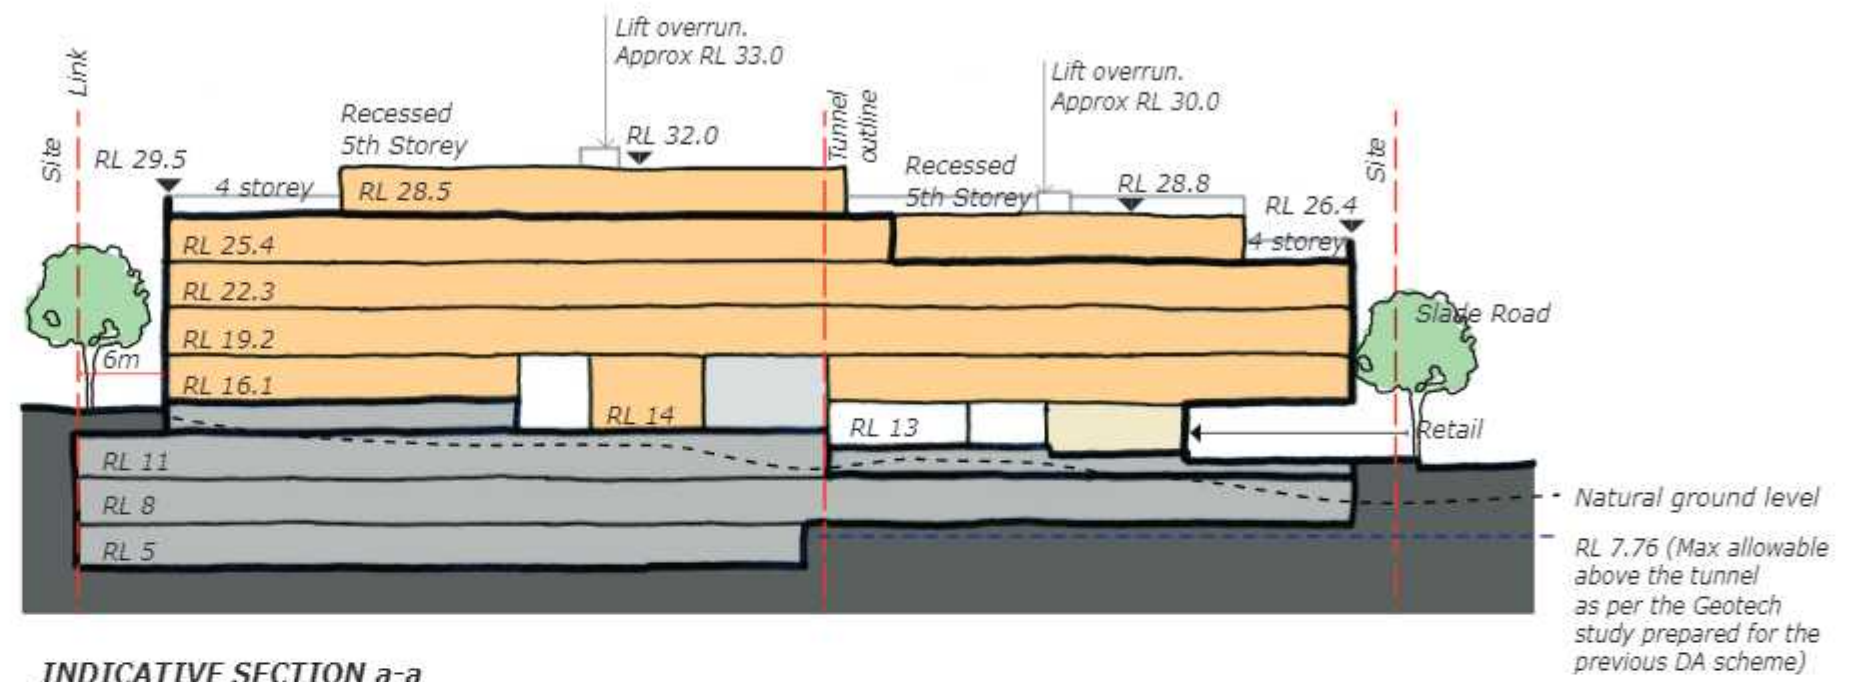 Lift overrun.
Approx RL 33.0
Link
Site
Lift overrun.
Approx RL 30.0
Tunnel
outline
Recessed
5th Storey
RL 32.0
RL 29.5
4 storey
RL 28.5
Recessed
5th Storey
RL 28.8
Site
RL 26.4
4 storey
RL 25.4
RL 22.3
RL 19.2
Slade Road
6m
RL 16.1
RL 14
RL 13
Retail
RL 11
RL 8
RL 5
Natural ground level
RL 7.76 (Max allowable
above the tunnel
as per the Geotech
study prepared for the
previous DA scheme)
INDICATIVE SECTION a-a